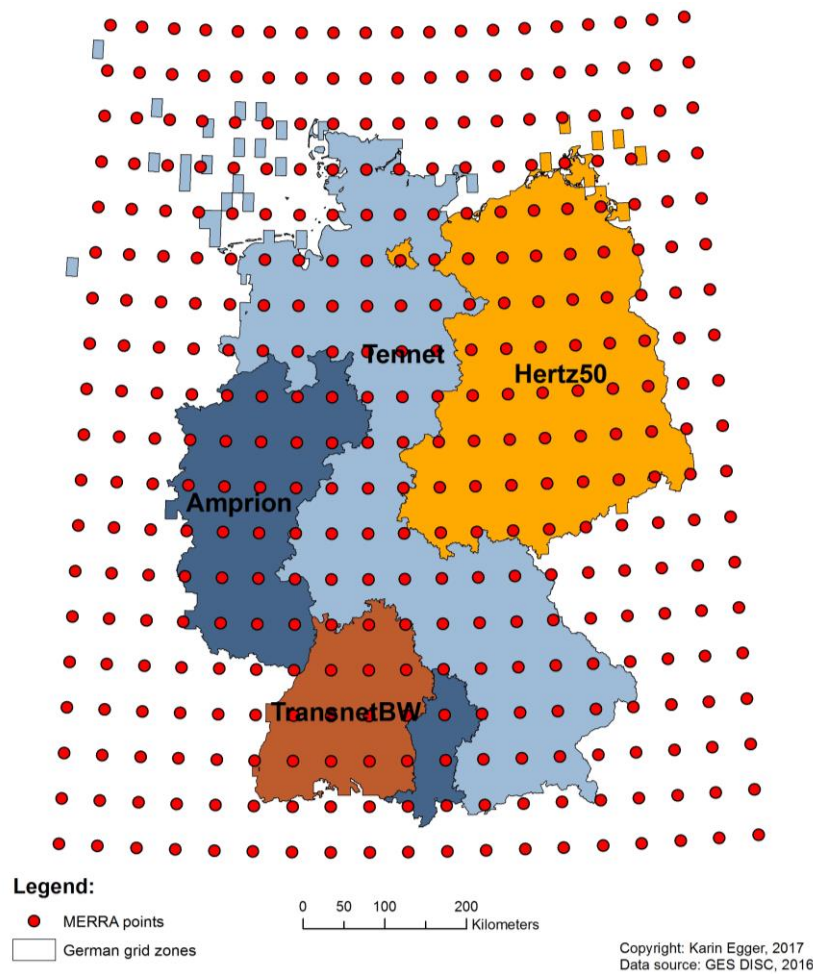 Tennet
Hertz50
Amprion
TransnetBW
Legend:
MERRA points
German grid zones
0 50 100 200
Kilometers
Copyright: Karin Egger, 2017
Data source: GES DISC, 2016